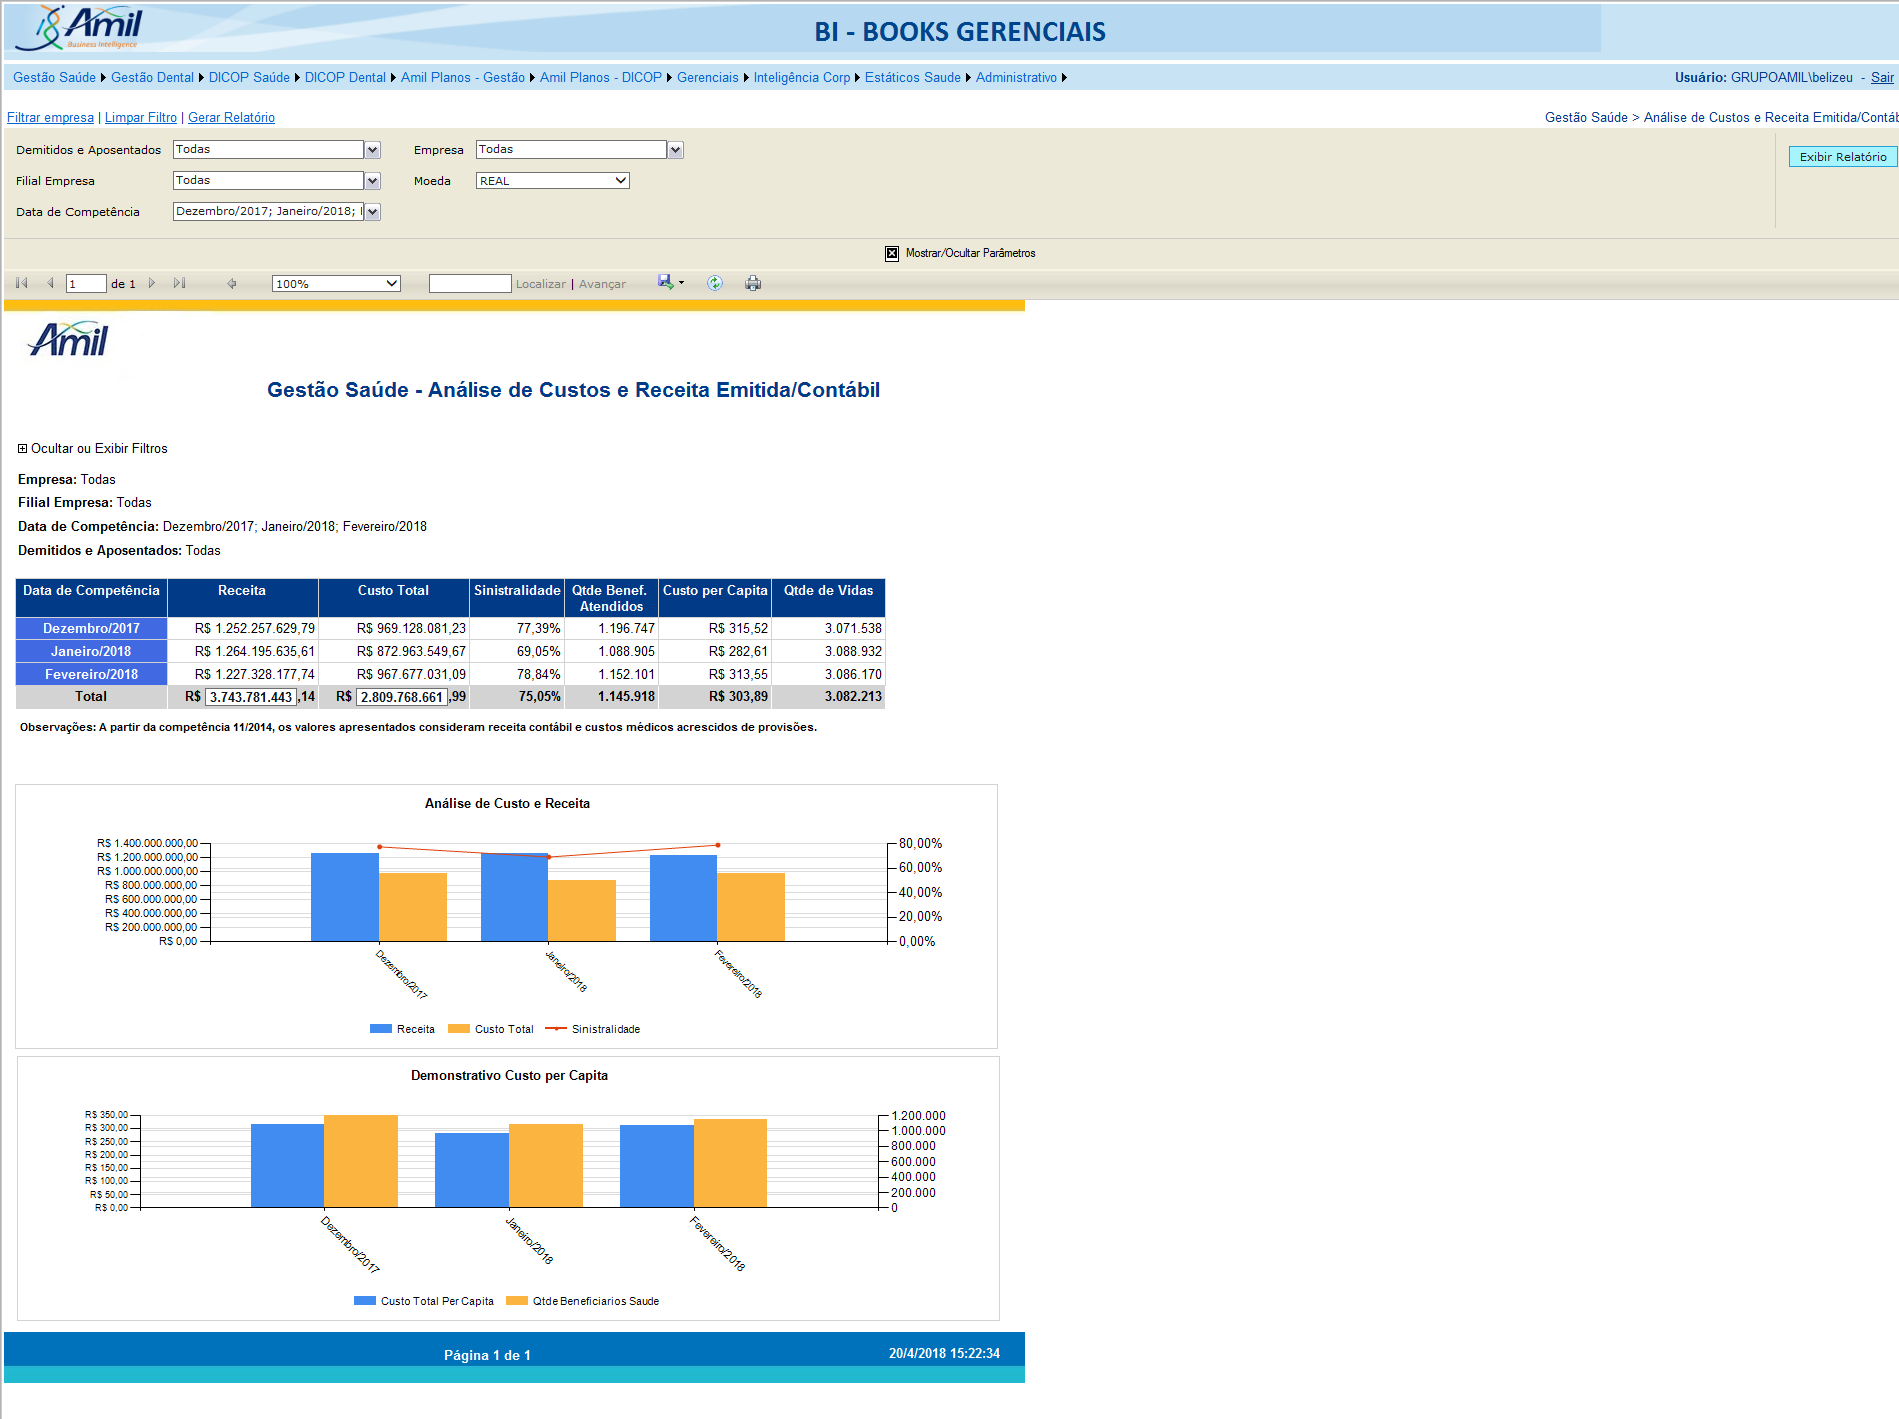 Amil
Business Intelligence
BI - BOOKS GERENCIAIS
Gestão Saúde Gestão Dental DICOP Saúde DICOP Dental Amil Planos - Gestão Amil Planos - DICOP Gerenciais Inteligência Corp Estáticos Saude Administrativo Usuário: GRUPOAMIL\belizeu - Sair
Filtrar empresa | Limpar Filtro | Gerar Relatório Gestão Saúde > Análise de Custos e Receita Emitida/Contáb
Demitidos e Aposentados Todas Empresa Todas Exibir Relatório
Filial Empresa Todas Moeda REAL
Data de Competência Dezembro/2017; Janeiro/2018;
Mostrar/Ocultar Parâmetros
1 de 1 100% Localizar | Avançar
Amil
Gestão Saúde - Análise de Custos e Receita Emitida/Contábil
Ocultar ou Exibir Filtros
Empresa: Todas
Filial Empresa: Todas
Data de Competência: Dezembro/2017; Janeiro/2018; Fevereiro/2018
Demitidos e Aposentados: Todas
Data de Competência Receita Custo Total Sinistralidade Qtde Benef. Atendidos Custo per Capita Qtde de Vidas
Dezembro/2017 R$ 1.252.257.629,79 R$ 969.128.081,23 77,39% 1.196.747 R$ 315,52 3.071.538
Janeiro/2018 R$ 1.264.195.635,61 R$ 872.963.549,67 69,05% 1.088.905 R$ 282,61 3.088.932
Fevereiro/2018 R$ 1.227.328.177,74 R$ 967.677.031,09 78,84% 1.152.101 R$ 313,55 3.086.170
Total R$ 3.743.781.443,14 R$ 2.809.768.661,99 75,05% 1.145.918 R$ 303,89 3.082.213
Observações: A partir da competência 11/2014, os valores apresentados consideram receita contábil e custos médicos acrescidos de provisões.
Análise de Custo e Receita
R$ 1.400.000.000,00
R$ 1.200.000.000,00
R$ 1.000.000.000,00
R$ 800.000.000,00
R$ 600.000.000,00
R$ 400.000.000,00
R$ 200.000.000,00
R$ 0,00
80,00%
60,00%
40,00%
20,00%
0,00%
Dezembro/2017
Janeiro/2018
Fevereiro/2018
Receita Custo Total Sinistralidade
Demonstrativo Custo per Capita
R$ 350,00
R$ 300,00
R$ 250,00
R$ 200,00
R$ 150,00
R$ 100,00
R$ 50,00
R$ 0,00
1.200.000
1.000.000
800.000
600.000
400.000
200.000
0
Dezembro/2017
Janeiro/2018
Fevereiro/2018
Custo Total Per Capita Qtde Beneficiarios Saude
Página 1 de 1 20/4/2018 15:22:34